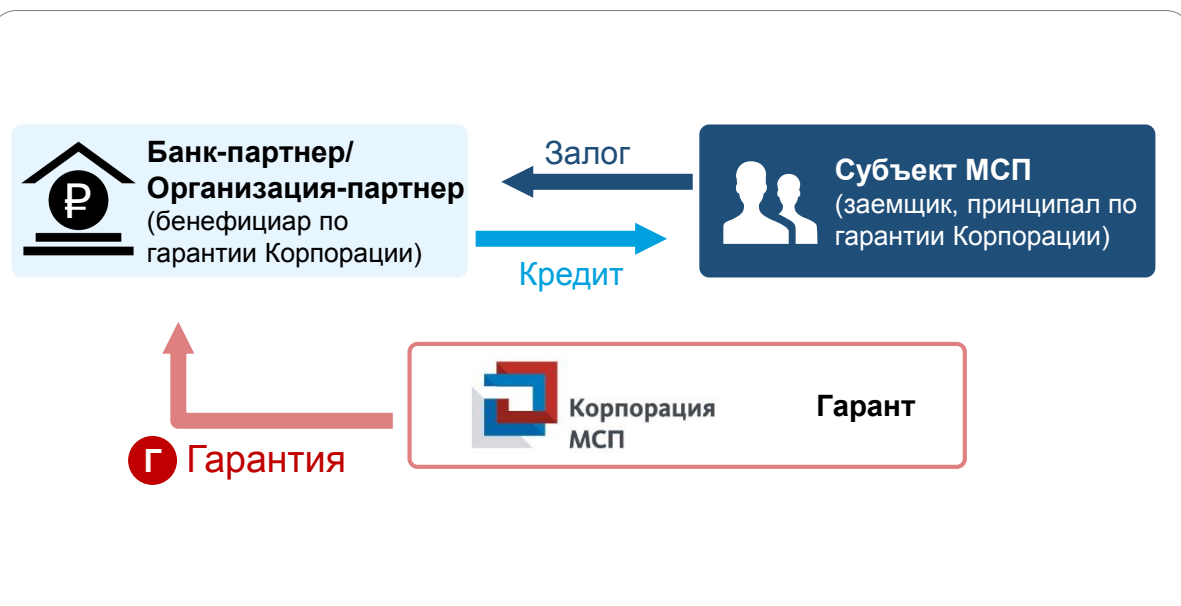 Банк-партнер/
Организация-партнер
(бенефициар по
гарантии Корпорации)
Залог
Кредит
Субъект МСП
(заемщик, принципал по
гарантии Корпорации)
Корпорация
МСП
Гарант
Г Гарантия